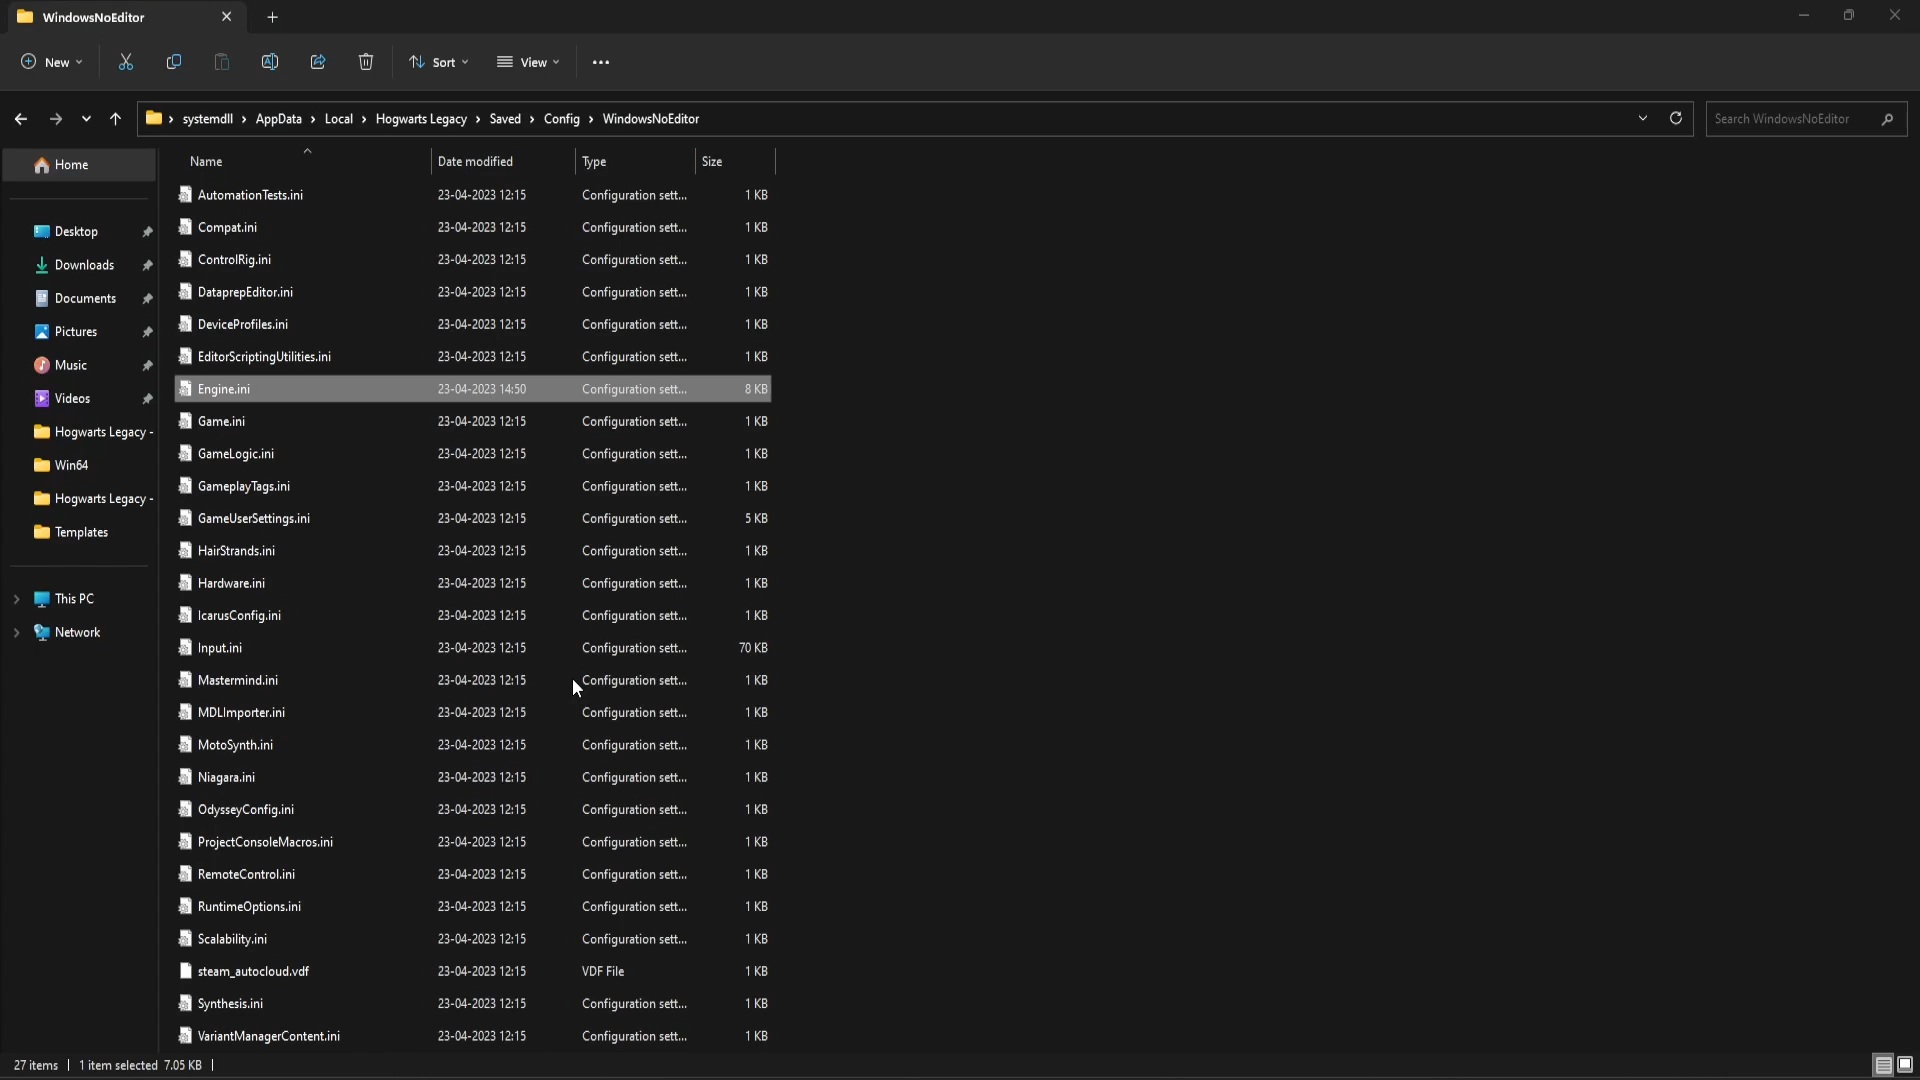 WindowsNoEditor
New
Sort
View
systemdll > AppData > Local > Hogwarts Legacy > Saved > Config > WindowsNoEditor
Search WindowsNoEditor
Home
Desktop
Downloads
Documents
Pictures
Music
Videos
Hogwarts Legacy -
Win64
Hogwarts Legacy -
Templates
This PC
Network
Name Date modified Type Size
AutomationTests.ini 23-04-2023 12:15 Configuration sett... 1 KB
Compat.ini 23-04-2023 12:15 Configuration sett... 1 KB
ControlRig.ini 23-04-2023 12:15 Configuration sett... 1 KB
DataprepEditor.ini 23-04-2023 12:15 Configuration sett... 1 KB
DeviceProfiles.ini 23-04-2023 12:15 Configuration sett... 1 KB
EditorScriptingUtilities.ini 23-04-2023 12:15 Configuration sett... 1 KB
Engine.ini 23-04-2023 14:50 Configuration sett... 8 KB
Game.ini 23-04-2023 12:15 Configuration sett... 1 KB
GameLogic.ini 23-04-2023 12:15 Configuration sett... 1 KB
GameplayTags.ini 23-04-2023 12:15 Configuration sett... 1 KB
GameUserSettings.ini 23-04-2023 12:15 Configuration sett... 5 KB
HairStrands.ini 23-04-2023 12:15 Configuration sett... 1 KB
Hardware.ini 23-04-2023 12:15 Configuration sett... 1 KB
IcarusConfig.ini 23-04-2023 12:15 Configuration sett... 1 KB
Input.ini 23-04-2023 12:15 Configuration sett... 70 KB
Mastermind.ini 23-04-2023 12:15 Configuration sett... 1 KB
MDLImporter.ini 23-04-2023 12:15 Configuration sett... 1 KB
MotoSynth.ini 23-04-2023 12:15 Configuration sett... 1 KB
Niagara.ini 23-04-2023 12:15 Configuration sett... 1 KB
OdysseyConfig.ini 23-04-2023 12:15 Configuration sett... 1 KB
ProjectConsoleMacros.ini 23-04-2023 12:15 Configuration sett... 1 KB
RemoteControl.ini 23-04-2023 12:15 Configuration sett... 1 KB
RuntimeOptions.ini 23-04-2023 12:15 Configuration sett... 1 KB
Scalability.ini 23-04-2023 12:15 Configuration sett... 1 KB
steam_autocloud.vdf 23-04-2023 12:15 VDF File 1 KB
Synthesis.ini 23-04-2023 12:15 Configuration sett... 1 KB
VariantManagerContent.ini 23-04-2023 12:15 Configuration sett... 1 KB
27 items | 1 item selected 7.05 KB |